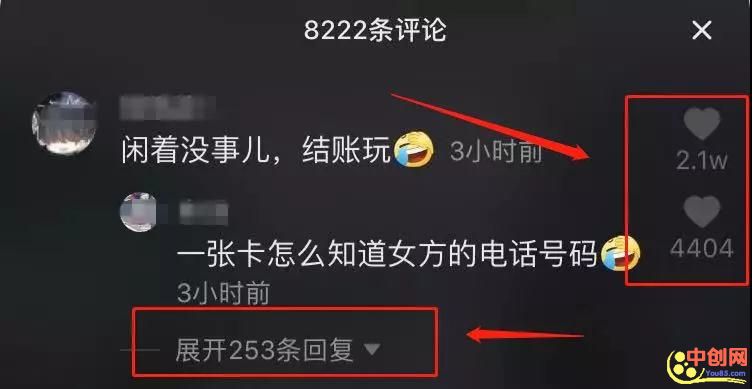 8222条评论
闲着没事儿，结账玩 3小时前
2.1w
一张卡怎么知道女方的电话号码
4404
3小时前
展开253条回复
中创网
You85.com